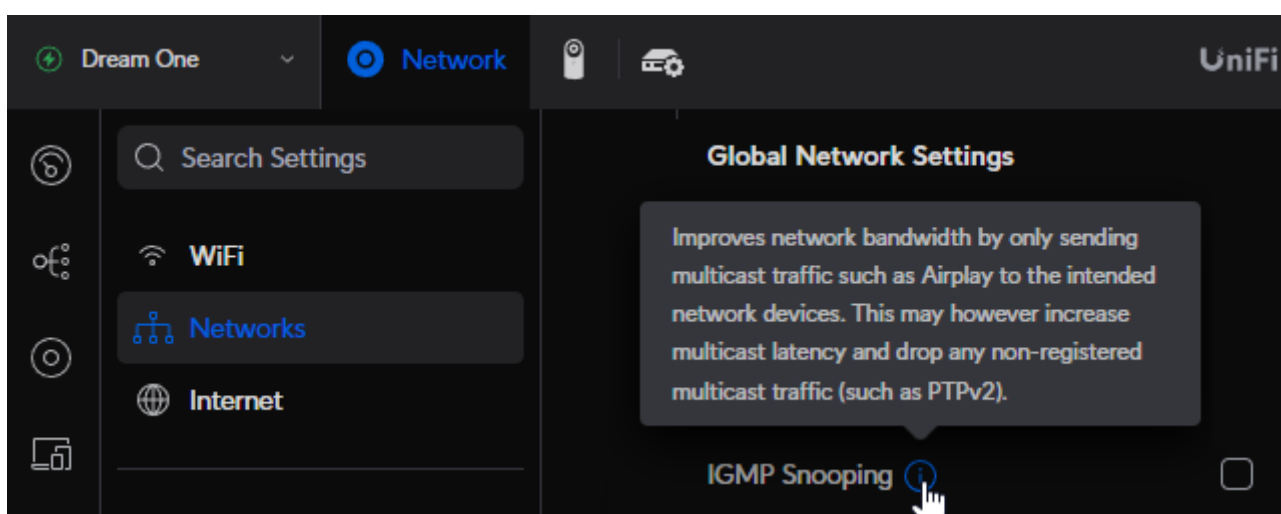 Dream One
Network
UniFi
Search Settings
WiFi
Networks
Internet
Global Network Settings
Improves network bandwidth by only sending
multicast traffic such as Airplay to the intended
network devices. This may however increase
multicast latency and drop any non-registered
multicast traffic (such as PTPv2).
IGMP Snooping